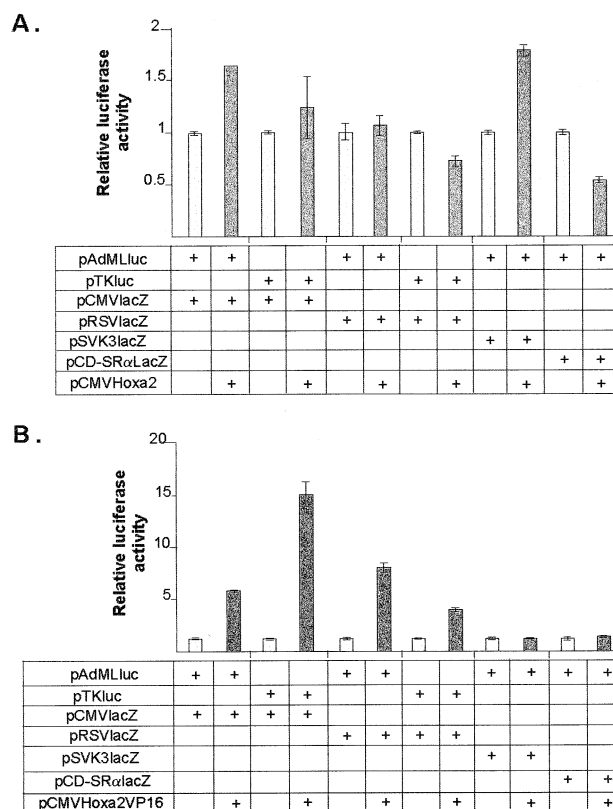 A.
Relative luciferase
activity
2
1.5
1
0.5
pAdMLluc + + + + + + + +
pTKluc + + + +
pCMVlacZ + + + +
pRSVlacZ + + + +
pSVK3lacZ + +
pCD-SRαLacZ + +
pCMVHoxa2 + + + + + +
B.
Relative luciferase
activity
20
15
10
5
pAdMLluc + + + + + + + +
pTKluc + + + +
pCMVlacZ + + + +
pRSVlacZ + + + +
pSVK3lacZ + +
pCD-SRαlacZ + +
pCMVHoxa2VP16 + + + + + +